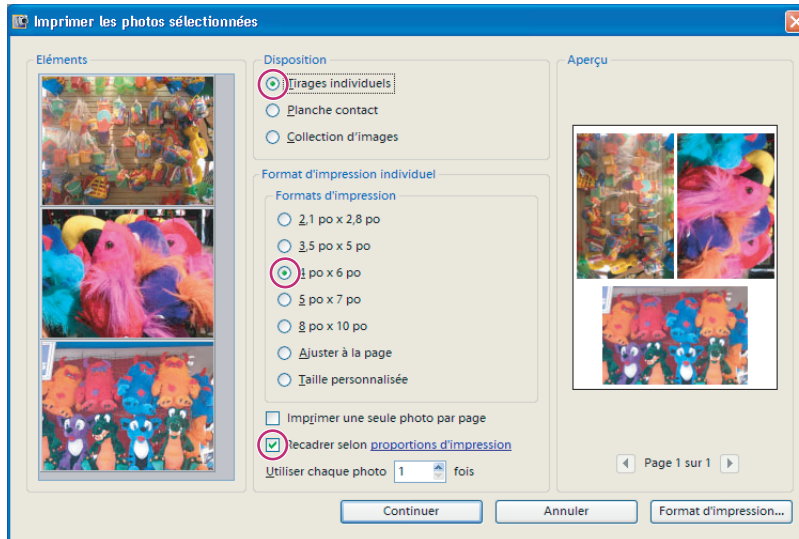 Imprimer les photos sélectionnées
Eléments
Disposition
Tirages individuels
Planche contact
Collection d'images
Format d'impression individuel
Formats d'impression
2,1 po x 2,8 po
3,5 po x 5 po
4 po x 6 po
5 po x 7 po
8 po x 10 po
Ajuster à la page
Taille personnalisée
Imprimer une seule photo par page
Recadrer selon proportions d'impression
Utiliser chaque photo 1 fois
Aperçu
Page 1 sur 1
Continuer
Annuler
Format d'impression...